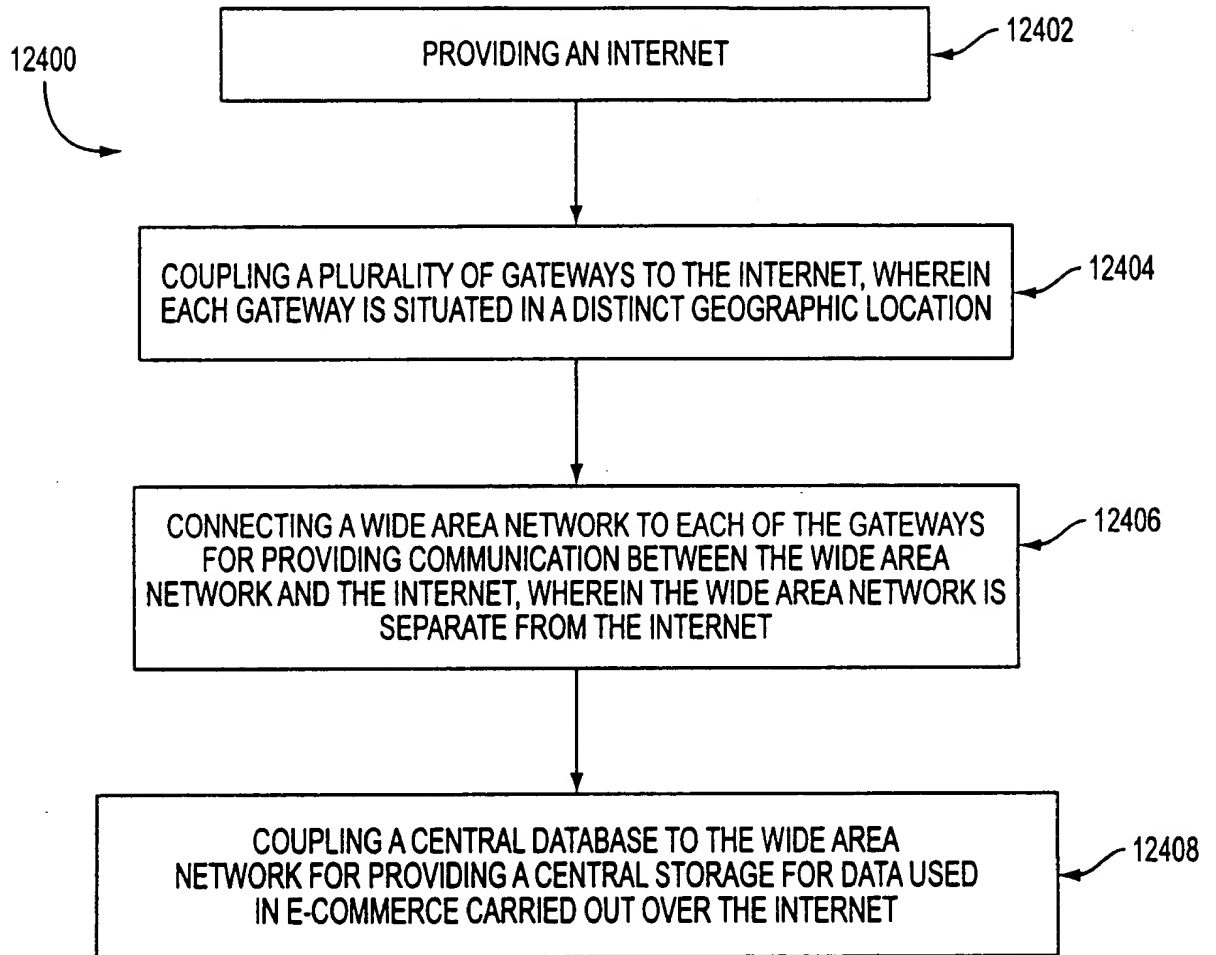 12400
PROVIDING AN INTERNET
12402
COUPLING A PLURALITY OF GATEWAYS TO THE INTERNET, WHEREIN
EACH GATEWAY IS SITUATED IN A DISTINCT GEOGRAPHIC LOCATION
12404
CONNECTING A WIDE AREA NETWORK TO EACH OF THE GATEWAYS
FOR PROVIDING COMMUNICATION BETWEEN THE WIDE AREA
NETWORK AND THE INTERNET, WHEREIN THE WIDE AREA NETWORK IS
SEPARATE FROM THE INTERNET
12406
COUPLING A CENTRAL DATABASE TO THE WIDE AREA
NETWORK FOR PROVIDING A CENTRAL STORAGE FOR DATA USED
IN E-COMMERCE CARRIED OUT OVER THE INTERNET
12408